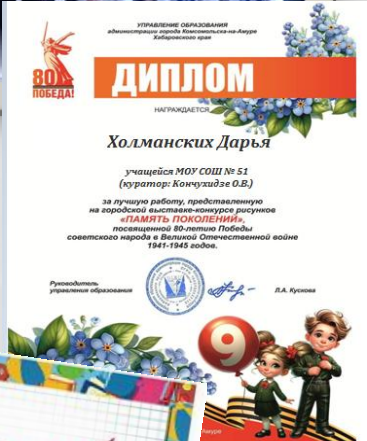 УПРАВЛЕНИЕ ОБРАЗОВАНИЯ
администрации города Комсомольска-на-Амуре
Хабаровского края
80
ПОБЕДА!
ДИПЛОМ
НАГРАЖДАЕТСЯ
Холманских Дарья
учащейся МОУ СОШ № 51
(куратор: Кончухидзе О.В.)
за лучшую работу, представленную
на городской выставке-конкурсе рисунков
«ПАМЯТЬ ПОКОЛЕНИЙ»,
посвященной 80-летию Победы
советского народа в Великой Отечественной войне
1941-1945 годов.
Руководитель
управления образования
Л.А. Кускова
9
Амуре